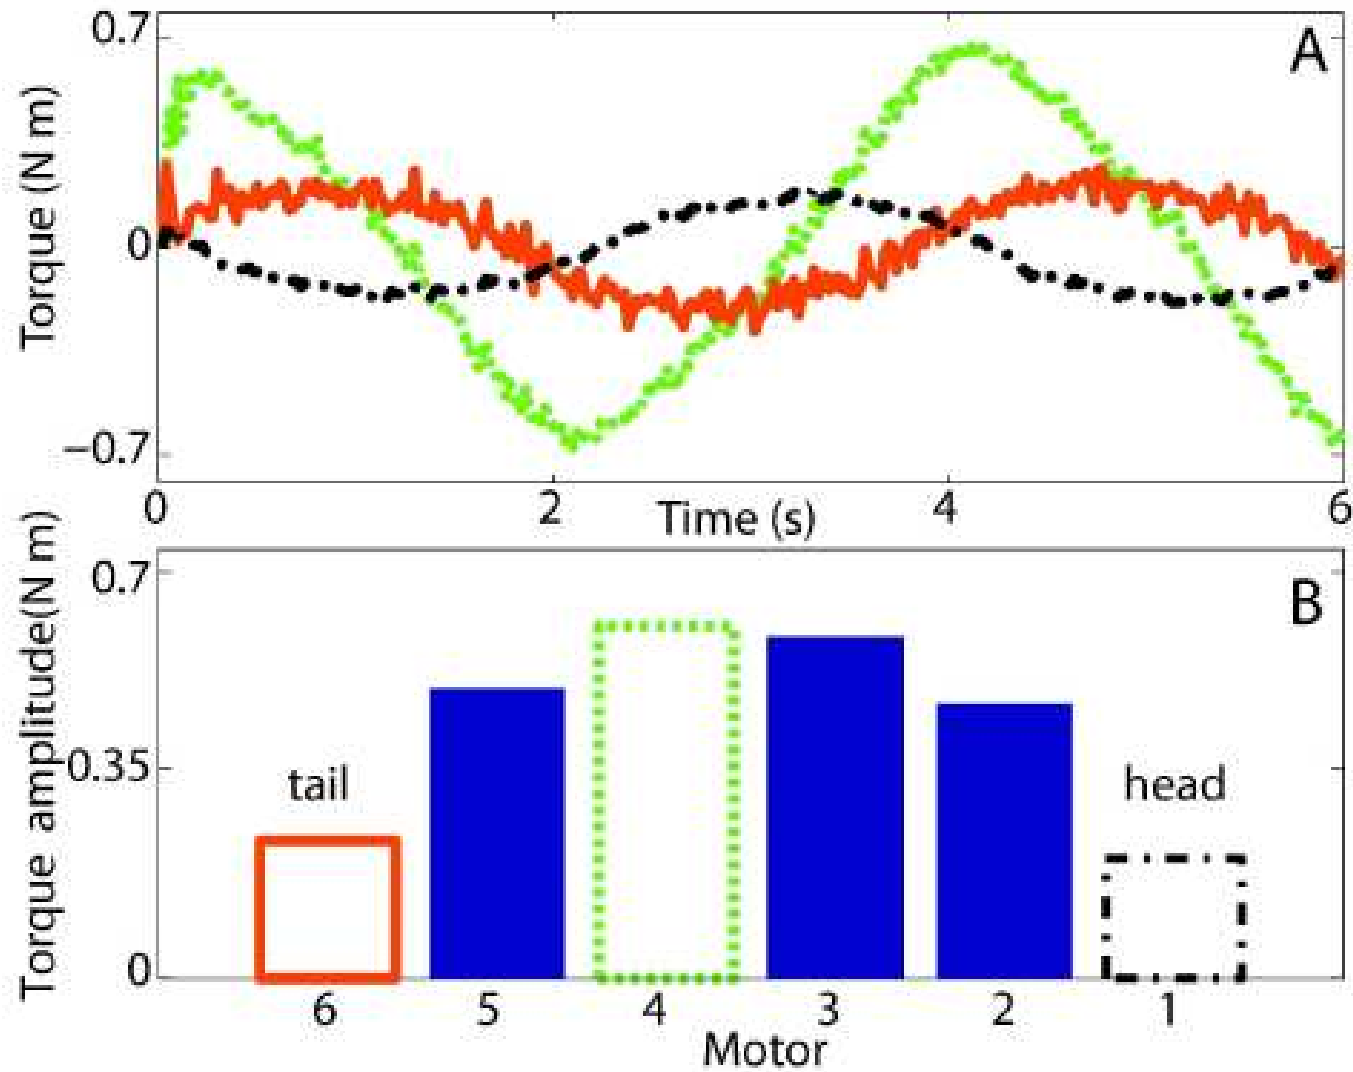 0.7
A
Torque (N m)
0
−0.7
0 2 4 6
Time (s)
0.7
B
Torque amplitude(N m)
0.35
tail head
0
6 5 4 3 2 1
Motor